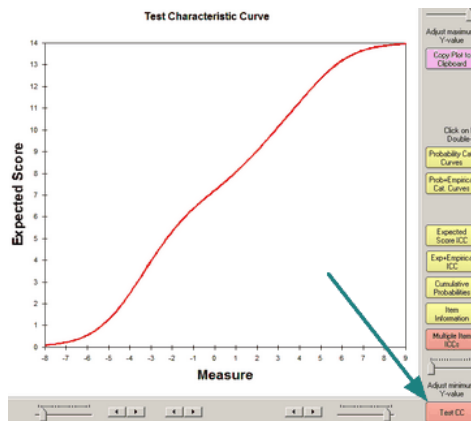 Test Characteristic Curve
Expected Score
14
13
12
11
10
9
8
7
6
5
4
3
2
1
0
-8 -7 -6 -5 -4 -3 -2 -1 0 1 2 3 4 5 6 7 8 9
Measure
Adjust maximum
Y-value
Copy Plot to
Clipboard
Click on
Double-
Probability Cat
Curves
Prob+Empiric
Cat. Curves
Expected
Score ICC
Exp+Empiric
ICC
Cumulative
Probabilities
Item
Information
Multiple Item
ICCs
Adjust minimum
Y-value
Test CC